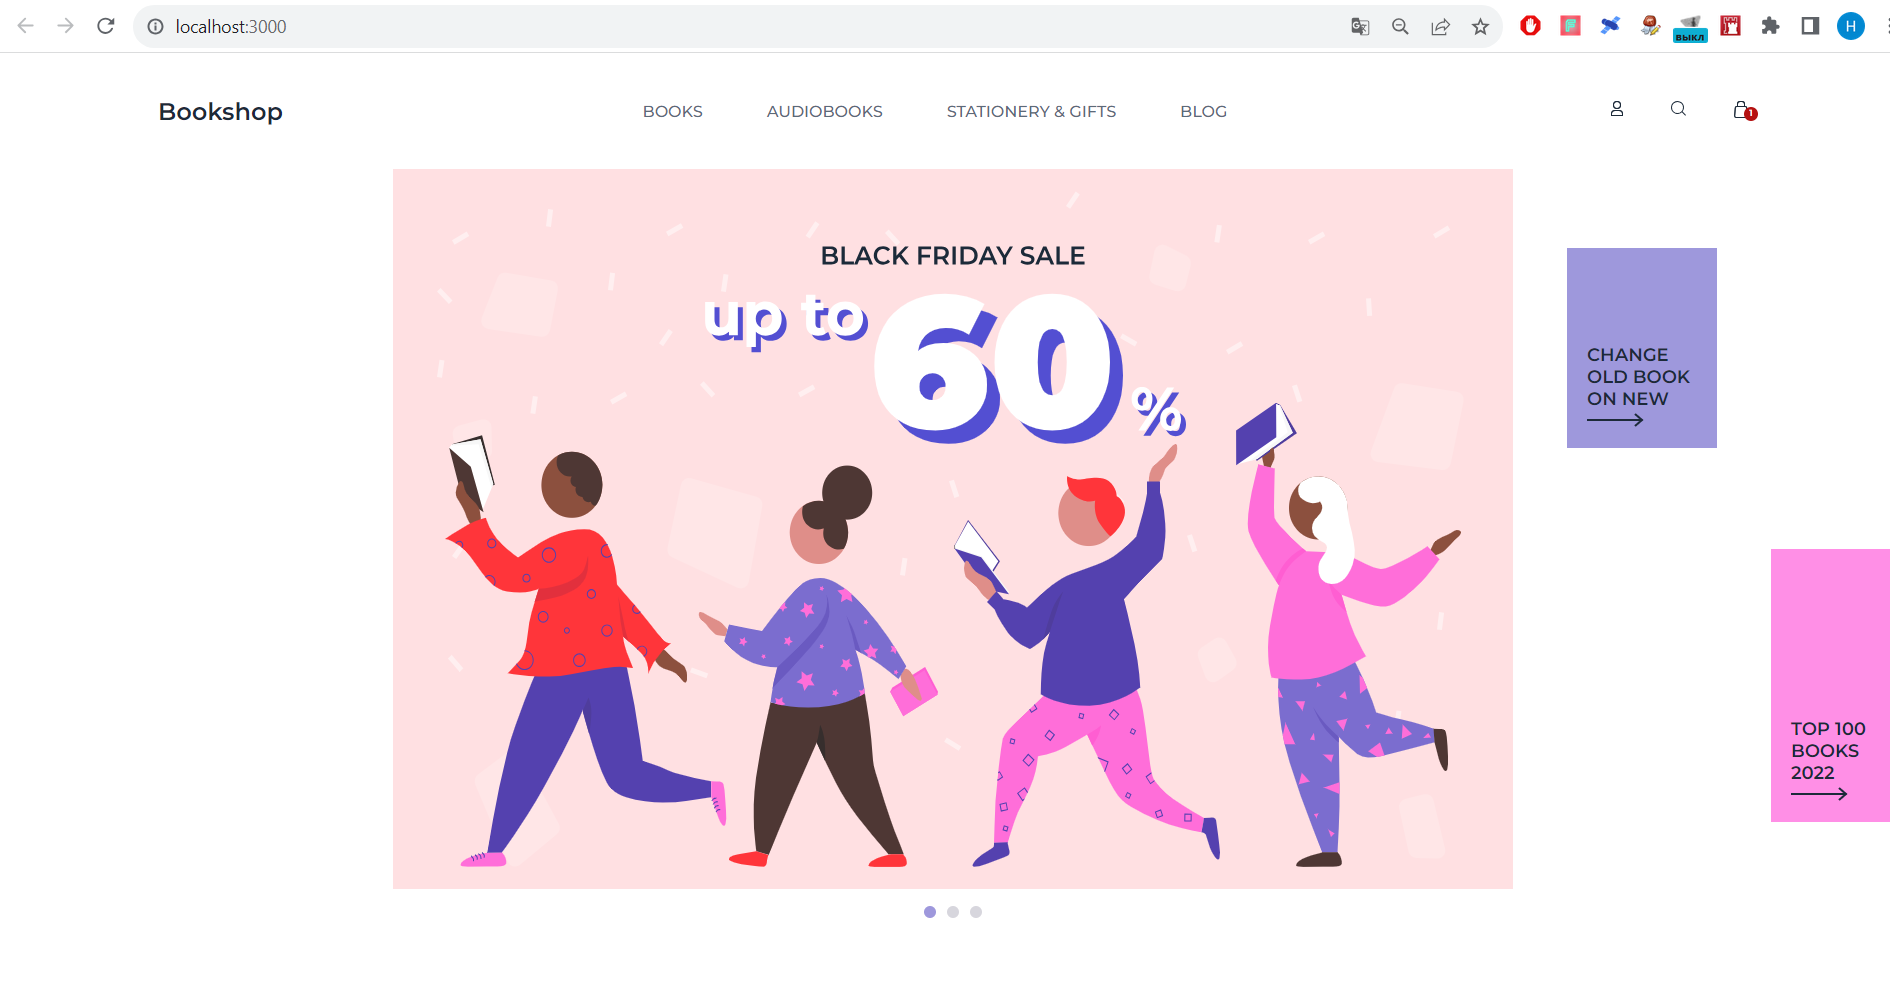 localhost:3000
выкл
H
Bookshop
BOOKS
AUDIOBOOKS
STATIONERY & GIFTS
BLOG
1
BLACK FRIDAY SALE
up to 60 %
CHANGE
OLD BOOK
ON NEW
TOP 100
BOOKS
2022